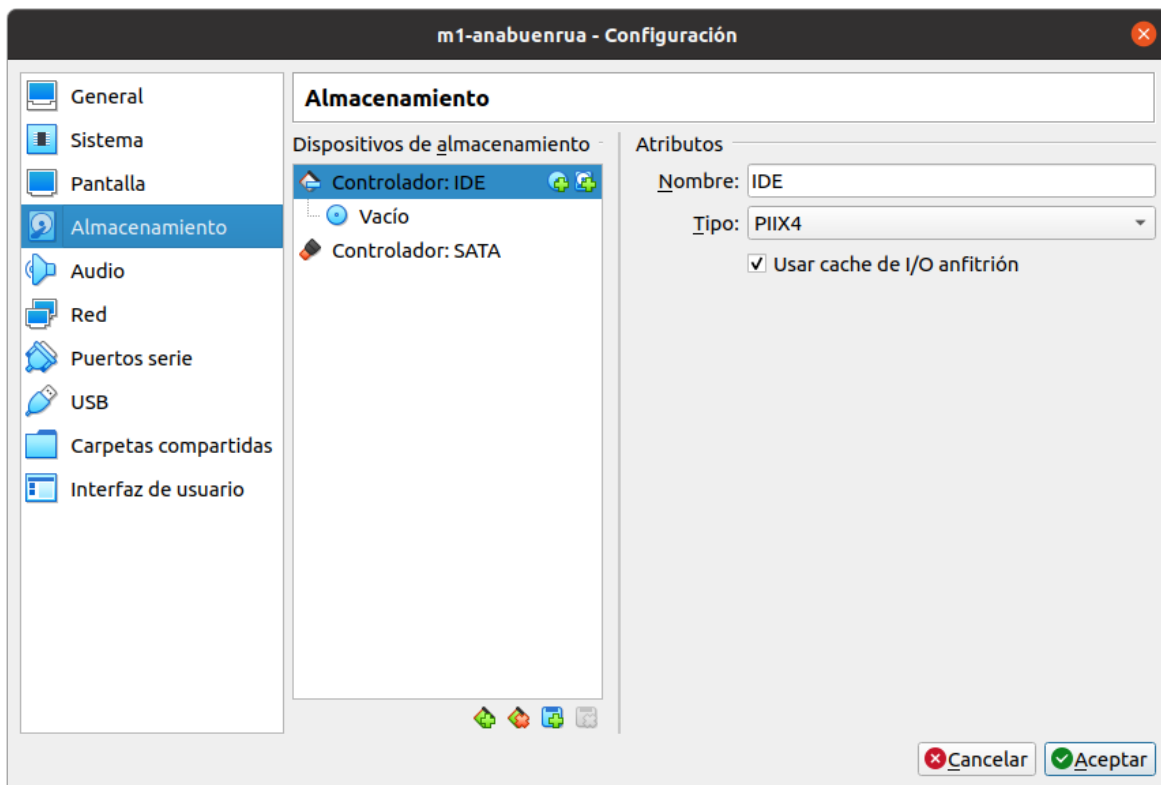 m1-anabuenrua - Configuración
General
Sistema
Pantalla
Almacenamiento
Audio
Red
Puertos serie
USB
Carpetas compartidas
Interfaz de usuario
Almacenamiento
Dispositivos de almacenamiento
Controlador: IDE
Vacío
Controlador: SATA
Atributos
Nombre: IDE
Tipo: PIIX4
Usar cache de I/O anfitrión
Cancelar
Aceptar